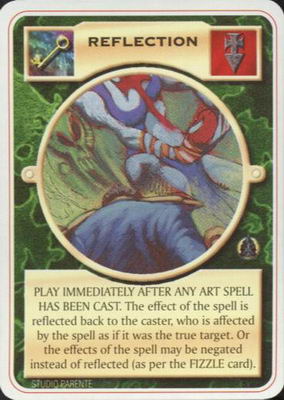 REFLECTION
PLAY IMMEDIATELY AFTER ANY ART SPELL
HAS BEEN CAST. The effect of the spell is
reflected back to the caster, who is affected
by the spell as if it was the true target. Or
the effects of the spell may be negated
instead of reflected (as per the FIZZLE card).
STUDIO PARENTE